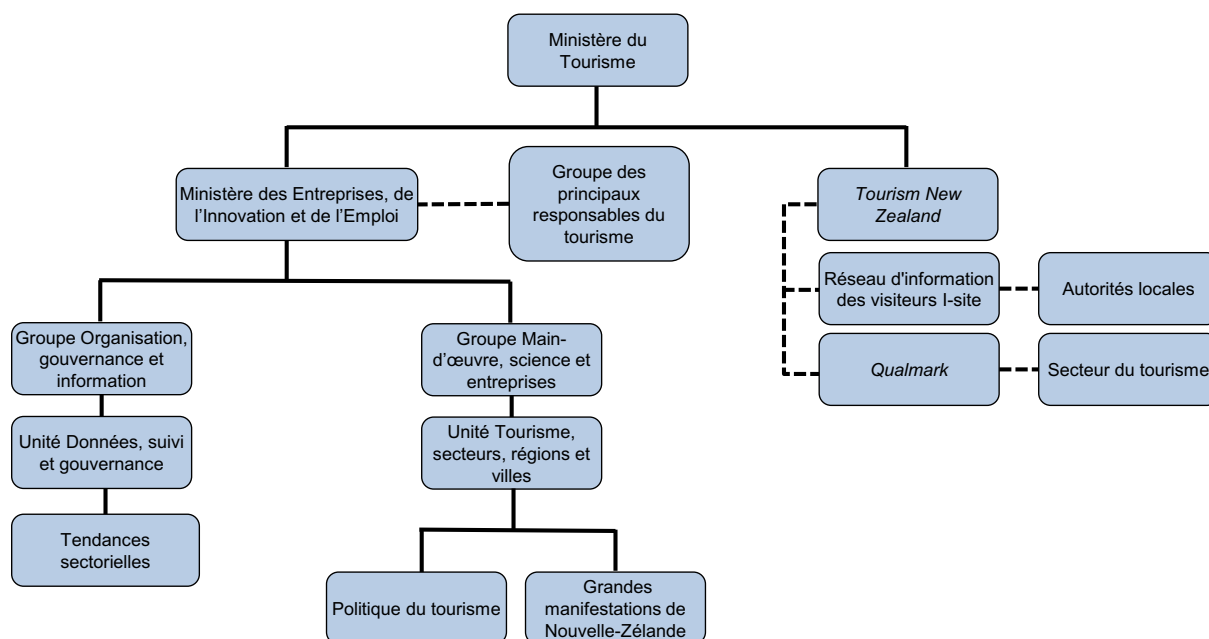 Ministère du
Tourisme
Ministère des Entreprises, de
l’Innovation et de l’Emploi
Groupe des
principaux
responsables du
tourisme
Tourism New
Zealand
Réseau d'information
des visiteurs I-site
Autorités locales
Groupe Organisation,
gouvernance et
information
Groupe Main-
d’œuvre, science et
entreprises
Qualmark
Secteur du tourisme
Unité Données, suivi
et gouvernance
Unité Tourisme,
secteurs, régions et
villes
Tendances
sectorielles
Politique du tourisme
Grandes
manifestations de
Nouvelle-Zélande